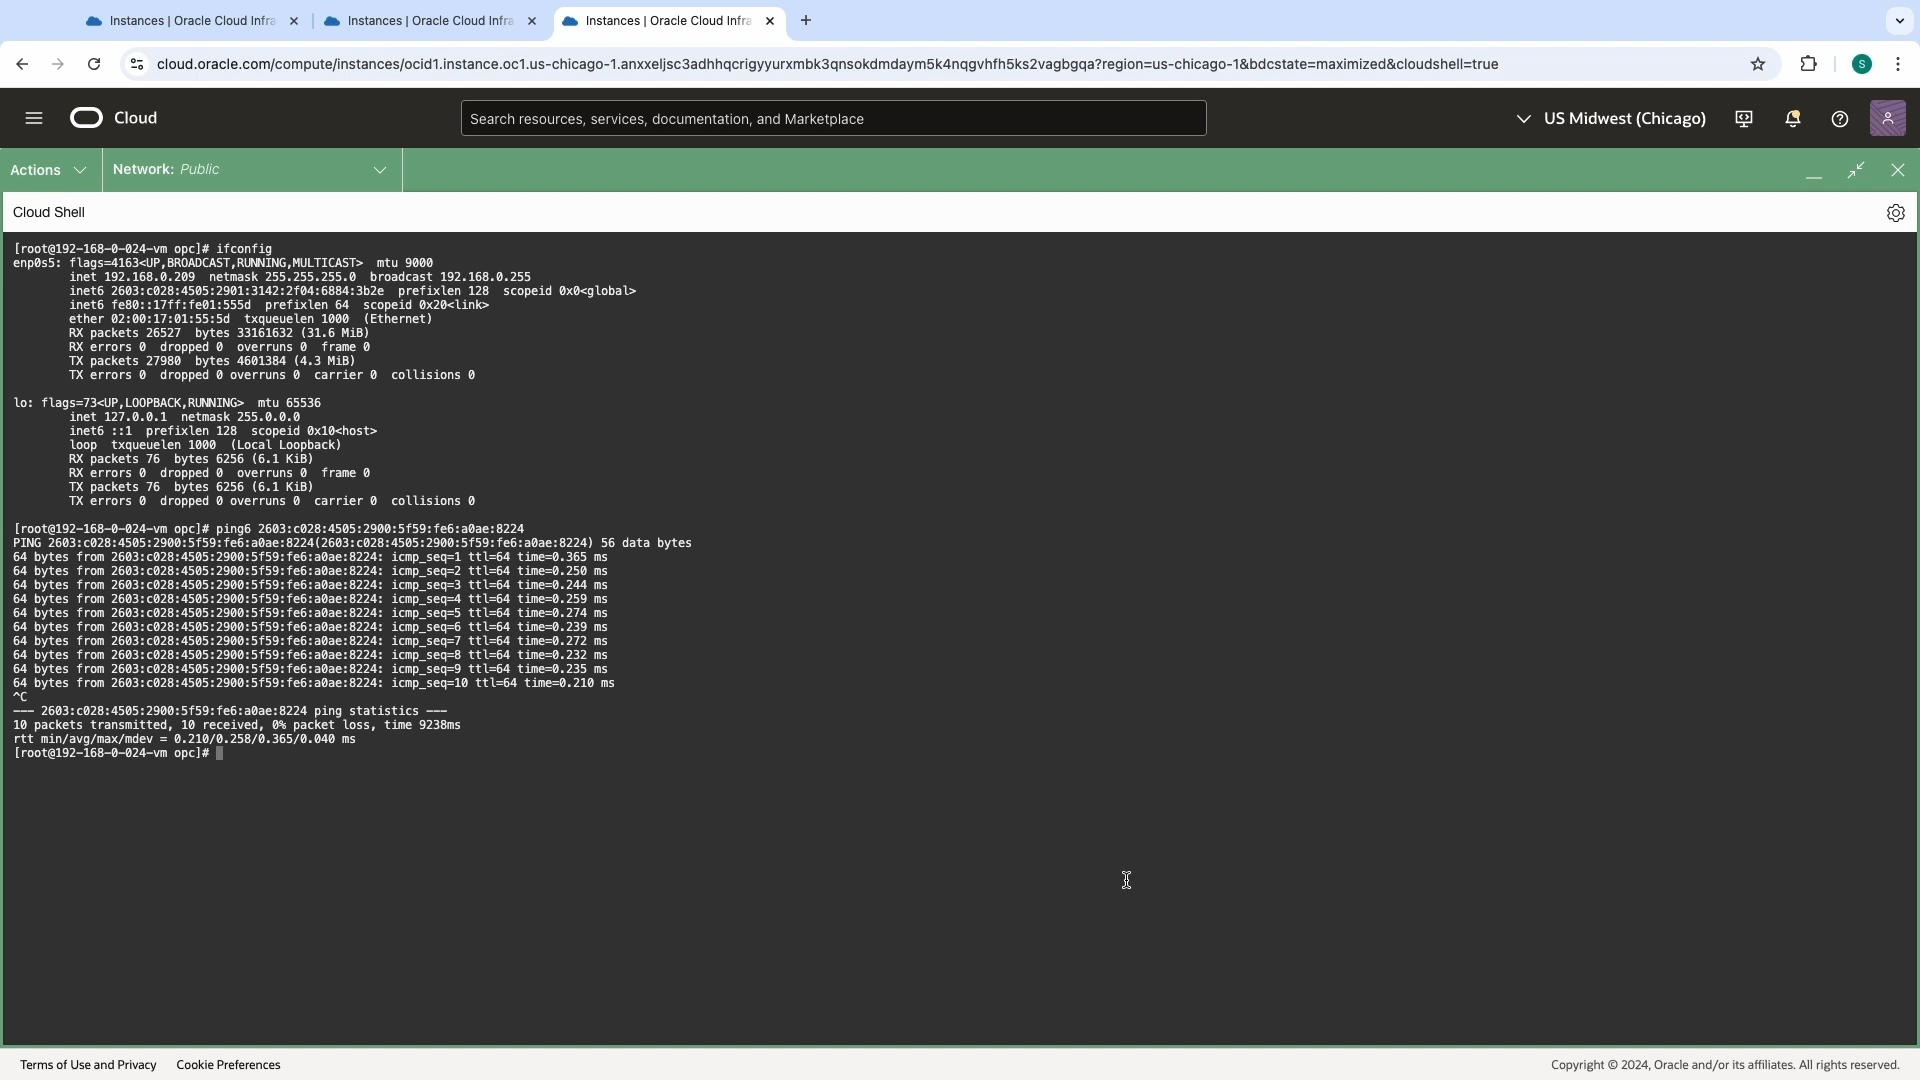 Instances | Oracle Cloud Infra
Instances | Oracle Cloud Infra
Instances | Oracle Cloud Infra
cloud.oracle.com/compute/instances/ocid1.instance.oc1.us-chicago-1.anxxeljsc3adhhqcrigyyurxmbk3qnsokdmdaym5k4nqgvhfh5ks2vagbgqa?region=us-chicago-1&bdcstate=maximized&cloudshell=true
S
Cloud
Search resources, services, documentation, and Marketplace
US Midwest (Chicago)
Actions
Network: Public
Cloud Shell
[root@192-168-0-024-vm opc]# ifconfig
enp0s5: flags=4163<UP,BROADCAST,RUNNING,MULTICAST>  mtu 9000
inet 192.168.0.209  netmask 255.255.255.0  broadcast 192.168.0.255
inet6 2603:c028:4505:2901:3142:2f04:6884:3b2e  prefixlen 128  scopeid 0x0<global>
inet6 fe80::17ff:fe01:555d  prefixlen 64  scopeid 0x20<link>
ether 02:00:17:01:55:5d  txqueuelen 1000  (Ethernet)
RX packets 26527  bytes 33161632 (31.6 MiB)
RX errors 0  dropped 0  overruns 0  frame 0
TX packets 27980  bytes 4601384 (4.3 MiB)
TX errors 0  dropped 0 overruns 0  carrier 0  collisions 0
lo: flags=73<UP,LOOPBACK,RUNNING>  mtu 65536
inet 127.0.0.1  netmask 255.0.0.0
inet6 ::1  prefixlen 128  scopeid 0x10<host>
loop  txqueuelen 1000  (Local Loopback)
RX packets 76  bytes 6256 (6.1 KiB)
RX errors 0  dropped 0  overruns 0  frame 0
TX packets 76  bytes 6256 (6.1 KiB)
TX errors 0  dropped 0 overruns 0  carrier 0  collisions 0
[root@192-168-0-024-vm opc]# ping6 2603:c028:4505:2900:5f59:fe6:a0ae:8224
PING 2603:c028:4505:2900:5f59:fe6:a0ae:8224(2603:c028:4505:2900:5f59:fe6:a0ae:8224) 56 data bytes
64 bytes from 2603:c028:4505:2900:5f59:fe6:a0ae:8224: icmp_seq=1 ttl=64 time=0.365 ms
64 bytes from 2603:c028:4505:2900:5f59:fe6:a0ae:8224: icmp_seq=2 ttl=64 time=0.250 ms
64 bytes from 2603:c028:4505:2900:5f59:fe6:a0ae:8224: icmp_seq=3 ttl=64 time=0.244 ms
64 bytes from 2603:c028:4505:2900:5f59:fe6:a0ae:8224: icmp_seq=4 ttl=64 time=0.259 ms
64 bytes from 2603:c028:4505:2900:5f59:fe6:a0ae:8224: icmp_seq=5 ttl=64 time=0.274 ms
64 bytes from 2603:c028:4505:2900:5f59:fe6:a0ae:8224: icmp_seq=6 ttl=64 time=0.239 ms
64 bytes from 2603:c028:4505:2900:5f59:fe6:a0ae:8224: icmp_seq=7 ttl=64 time=0.272 ms
64 bytes from 2603:c028:4505:2900:5f59:fe6:a0ae:8224: icmp_seq=8 ttl=64 time=0.232 ms
64 bytes from 2603:c028:4505:2900:5f59:fe6:a0ae:8224: icmp_seq=9 ttl=64 time=0.235 ms
64 bytes from 2603:c028:4505:2900:5f59:fe6:a0ae:8224: icmp_seq=10 ttl=64 time=0.210 ms
^C
--- 2603:c028:4505:2900:5f59:fe6:a0ae:8224 ping statistics ---
10 packets transmitted, 10 received, 0% packet loss, time 9238ms
rtt min/avg/max/mdev = 0.210/0.258/0.365/0.040 ms
[root@192-168-0-024-vm opc]#
Terms of Use and Privacy
Cookie Preferences
Copyright © 2024, Oracle and/or its affiliates. All rights reserved.